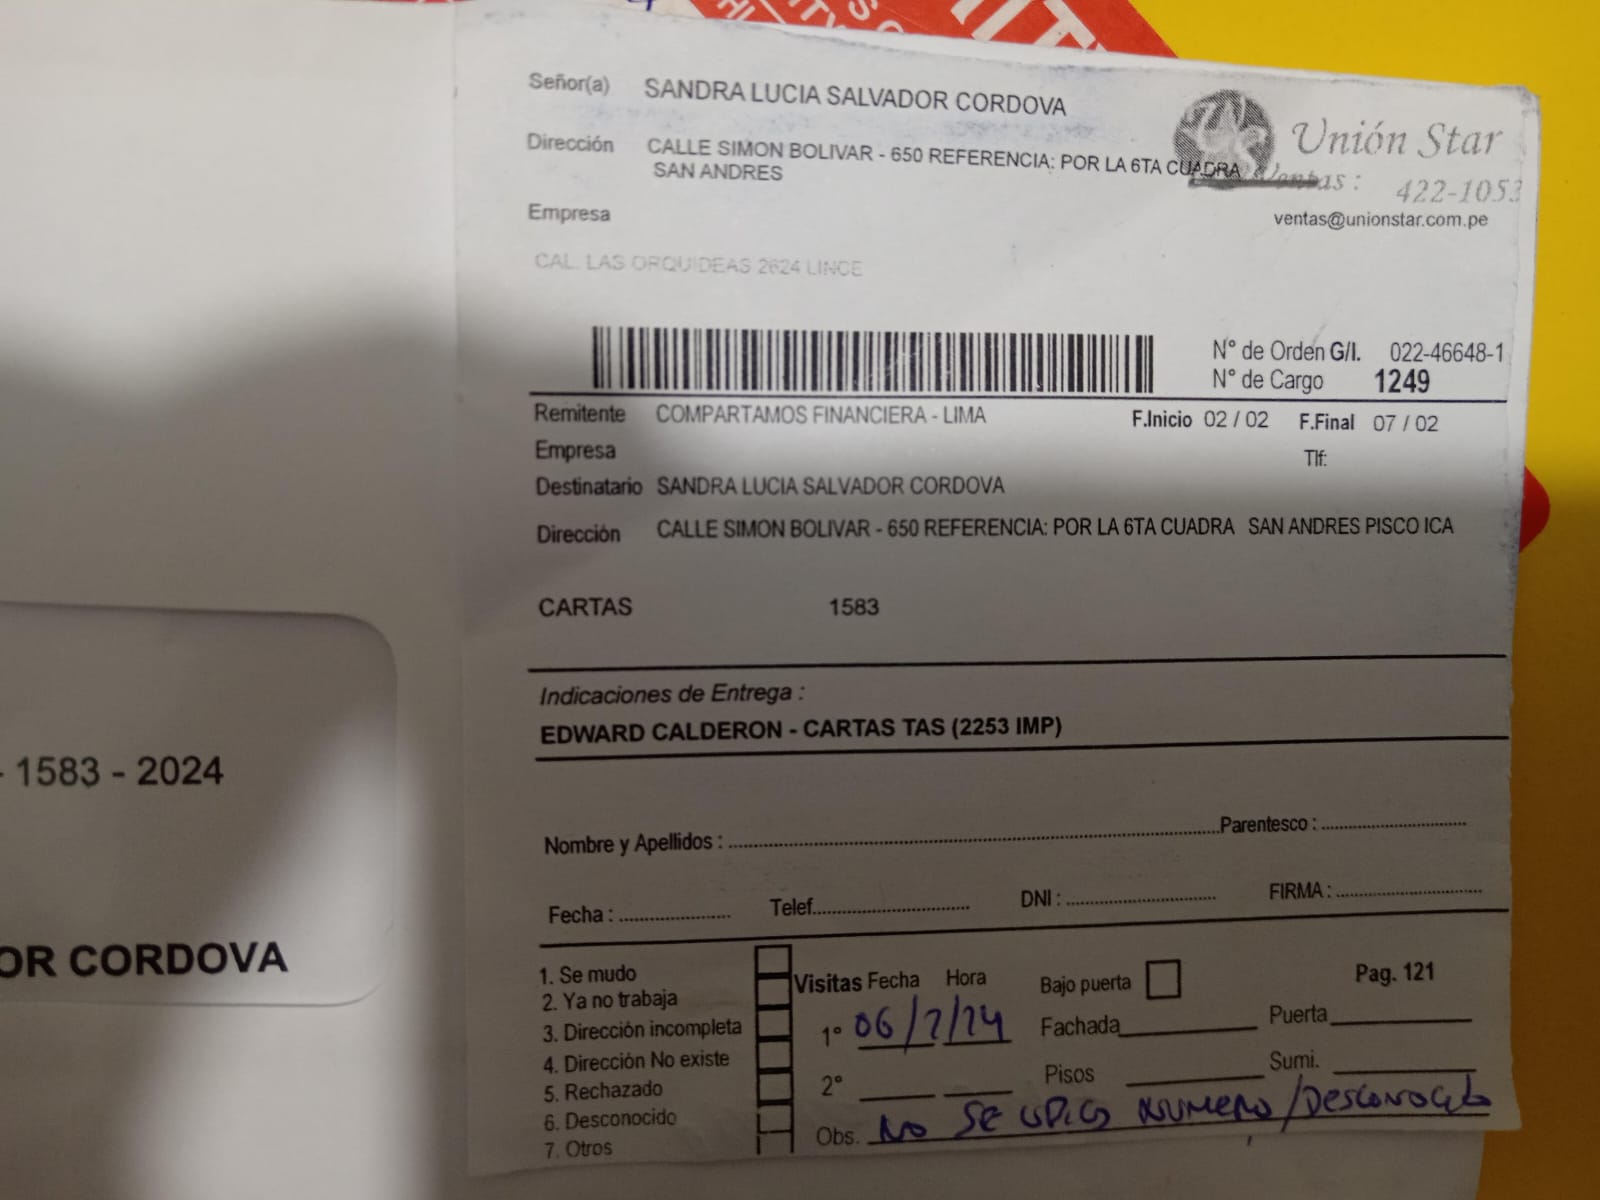 Señor(a) SANDRA LUCIA SALVADOR CORDOVA
Dirección CALLE SIMON BOLIVAR - 650 REFERENCIA: POR LA 6TA CUADRA
SAN ANDRES
Unión Star
Ventas: 422-1053
ventas@unionstar.com.pe
Empresa
CAL. LAS ORQUIDEAS 2624 LINCE
N° de Orden G/I. 022-46648-1
N° de Cargo 1249
Remitente COMPARTAMOS FINANCIERA - LIMA F.Inicio 02 / 02 F.Final 07 / 02
Empresa Tlf:
Destinatario SANDRA LUCIA SALVADOR CORDOVA
Dirección CALLE SIMON BOLIVAR - 650 REFERENCIA: POR LA 6TA CUADRA SAN ANDRES PISCO ICA
CARTAS 1583
Indicaciones de Entrega :
EDWARD CALDERON - CARTAS TAS (2253 IMP)
- 1583 - 2024
OR CORDOVA
Nombre y Apellidos : Parentesco :
Fecha : Telef. DNI : FIRMA :
1. Se mudo
2. Ya no trabaja
3. Dirección incompleta
4. Dirección No existe
5. Rechazado
6. Desconocido
7. Otros
Visitas Fecha Hora Bajo puerta Pag. 121
1° 06/2/24 Fachada Puerta
2° Pisos Sumi.
Obs. NO SE UBICO NUMERO/DESCONOCIDO